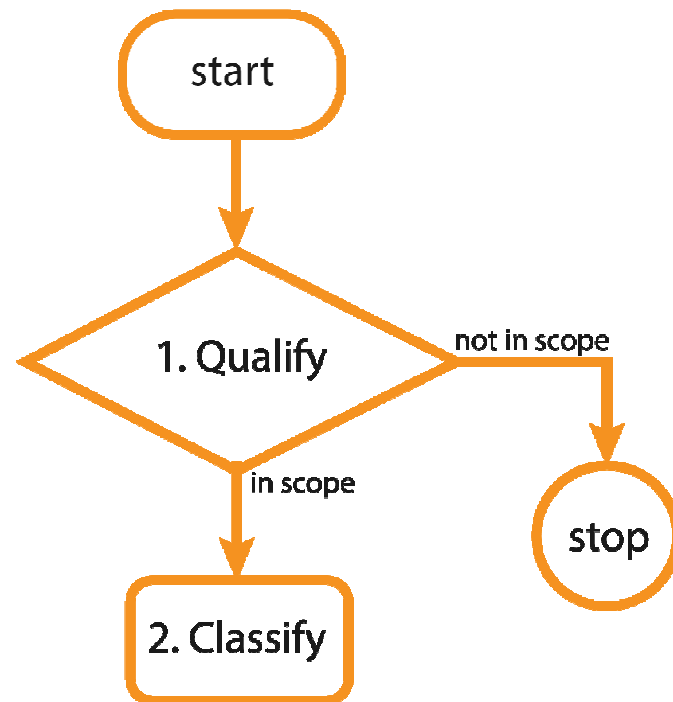 start
1. Qualify
not in scope
in scope
stop
2. Classify